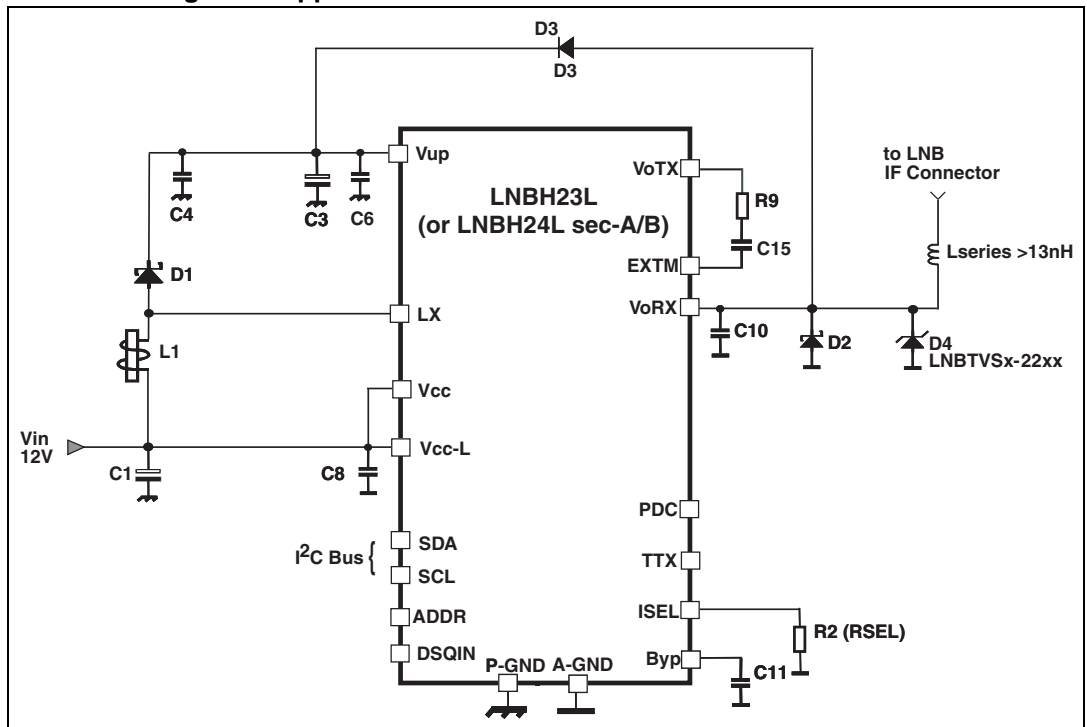 D3
D3
Vup
VoTX
to LNB
IF Connector
LNBH23L
(or LNBH24L sec-A/B)
R9
C4
C3
C6
C15
EXTM
Lseries >13nH
D1
LX
VoRX
C10
D2
D4
LNBTVSx-22xx
L1
Vcc
Vin
12V
Vcc-L
C1
C8
PDC
I2C Bus {
SDA
SCL
TTX
ISEL
ADDR
R2 (RSEL)
DSQIN
P-GND A-GND
Byp
C11